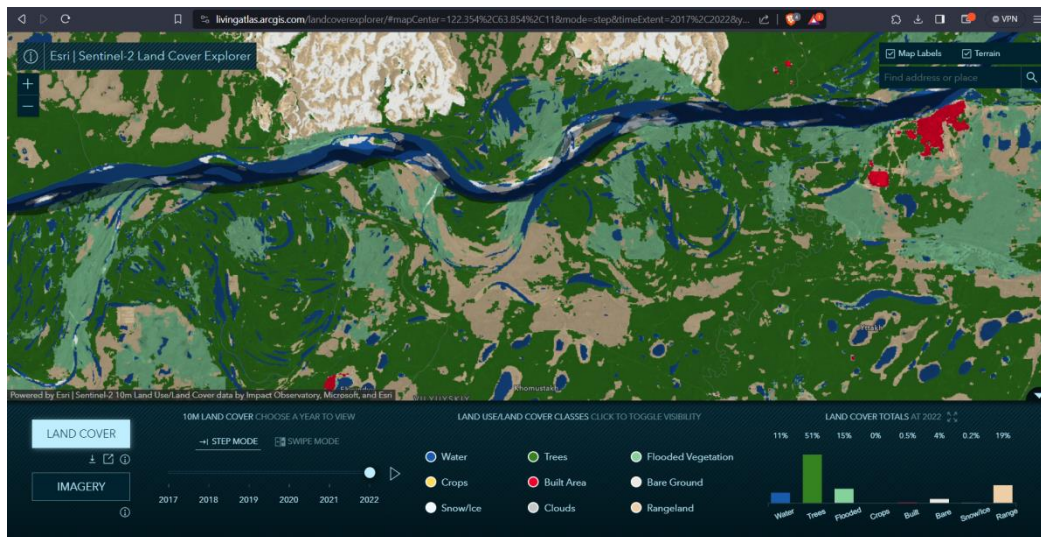 livingatlas.arcgis.com/landcoverexplorer/#mapCenter=122.354%2C63.854%2C11&mode=step&timeExtent=2017%2C2022&y...
VPN
Esri | Sentinel-2 Land Cover Explorer
+
−
Map Labels
Terrain
Find address or place
Khomustakh
Powered by Esri | Sentinel-2 10m Land Use/Land Cover data by Impact Observatory, Microsoft, and Esri
LAND COVER
IMAGERY
10M LAND COVER CHOOSE A YEAR TO VIEW
STEP MODE
SWIPE MODE
2017 2018 2019 2020 2021 2022
LAND USE/LAND COVER CLASSES CLICK TO TOGGLE VISIBILITY
Water Trees Flooded Vegetation
Crops Built Area Bare Ground
Snow/Ice Clouds Rangeland
LAND COVER TOTALS AT 2022
11% 51% 15% 0% 0.5% 4% 0.2% 19%
Water Trees Flooded Crops Built Bare Snow/Ice Range